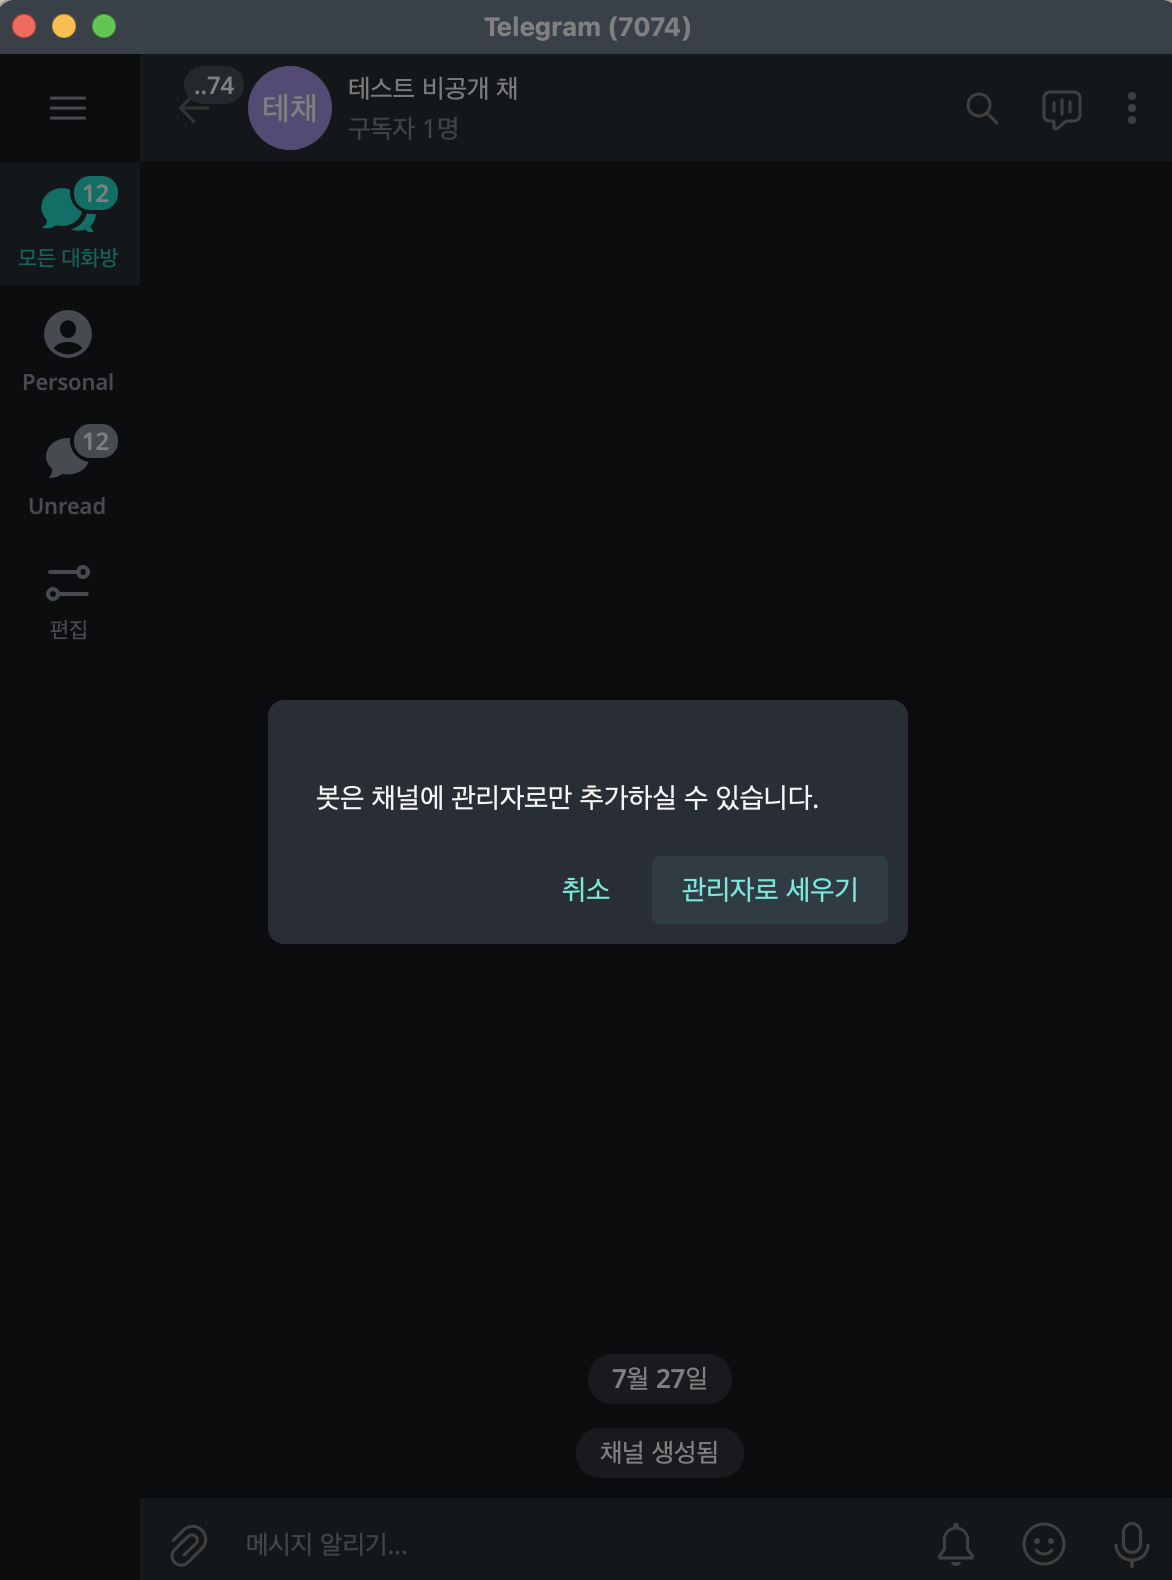 Telegram (7074)
..74
테채
테스트 비공개 채
구독자 1명
12
모든 대화방
Personal
12
Unread
편집
봇은 채널에 관리자로만 추가하실 수 있습니다.
취소
관리자로 세우기
7월 27일
채널 생성됨
메시지 알리기...